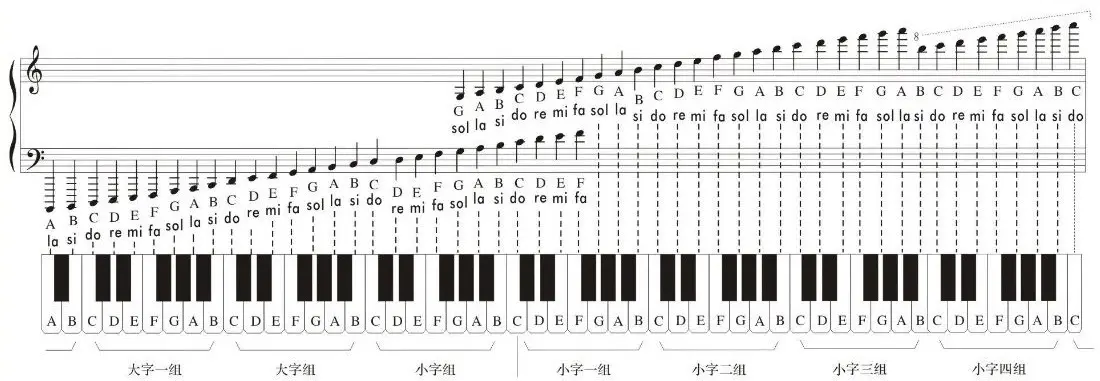 8
G A B C D E F G A B C D E F G A B C D E F G A B C D E F G A B C
sol la si do re mi fa sol la si do re mi fa sol la si do re mi fa sol la si do re mi fa sol la si do
A B C D E F G A B C D E F G A B C D E F G A B C D E F
la si do re mi fa sol la si do re mi fa sol la si do re mi fa sol la si do re mi fa
A B C D E F G A B C D E F G A B C D E F G A B C D E F G A B C D E F G A B C D E F G A B C D E F G A B C
大字一组 大字组 小字组 小字一组 小字二组 小字三组 小字四组